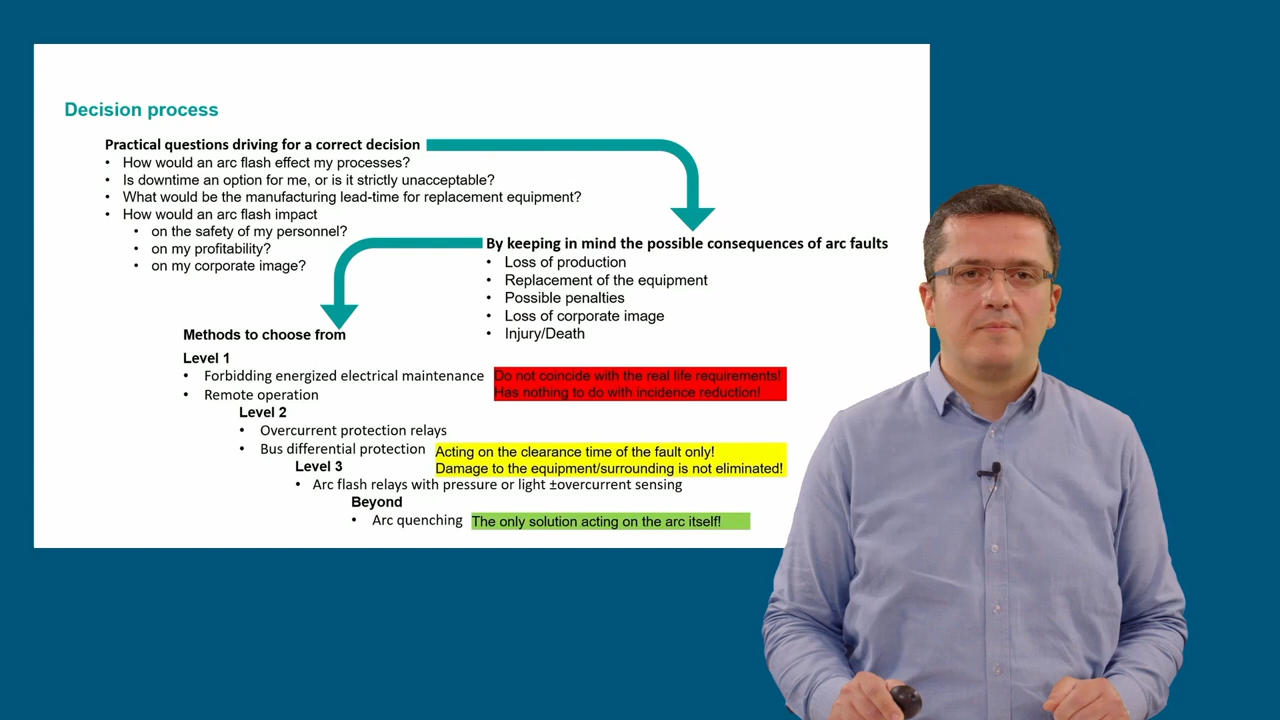 Decision process
Practical questions driving for a correct decision
• How would an arc flash effect my processes?
• Is downtime an option for me, or is it strictly unacceptable?
• What would be the manufacturing lead-time for replacement equipment?
• How would an arc flash impact
• on the safety of my personnel?
• on my profitability?
• on my corporate image?
By keeping in mind the possible consequences of arc faults
• Loss of production
• Replacement of the equipment
• Possible penalties
• Loss of corporate image
• Injury/Death
Methods to choose from
Level 1
• Forbidding energized electrical maintenance
• Remote operation
Do not coincide with the real life requirements!
Has nothing to do with incidence reduction!
Level 2
• Overcurrent protection relays
• Bus differential protection
Acting on the clearance time of the fault only!
Damage to the equipment/surrounding is not eliminated!
Level 3
• Arc flash relays with pressure or light ±overcurrent sensing
Beyond
• Arc quenching
The only solution acting on the arc itself!